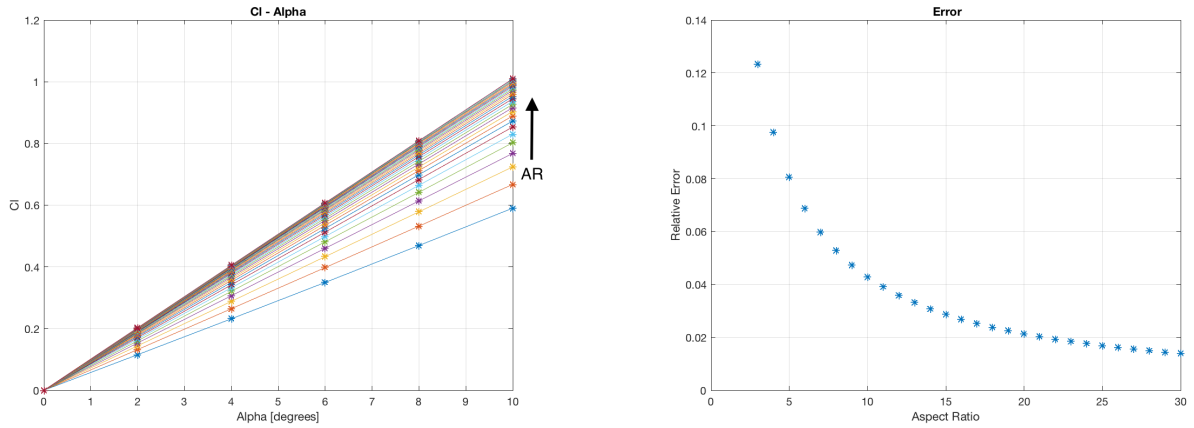 Cl - Alpha
1.2
1
0.8
0.6
0.4
0.2
0
Cl
AR
0 1 2 3 4 5 6 7 8 9 10
Alpha [degrees]
Error
0.14
0.12
0.1
0.08
0.06
0.04
0.02
0
Relative Error
0 5 10 15 20 25 30
Aspect Ratio